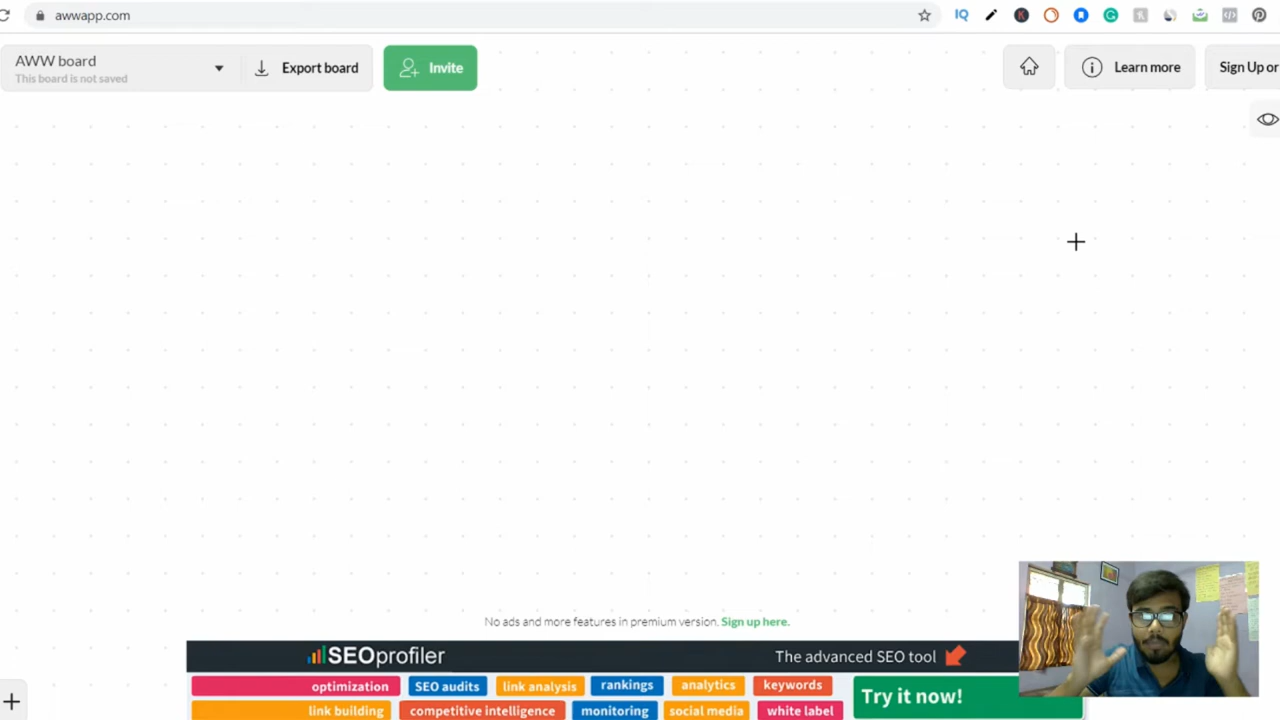 awwapp.com
IQ
AWW board
This board is not saved
Export board
Invite
Learn more
Sign Up or
No ads and more features in premium version. Sign up here.
SEOprofiler
The advanced SEO tool
optimization SEO audits link analysis rankings analytics keywords
link building competitive intelligence monitoring social media white label
Try it now!